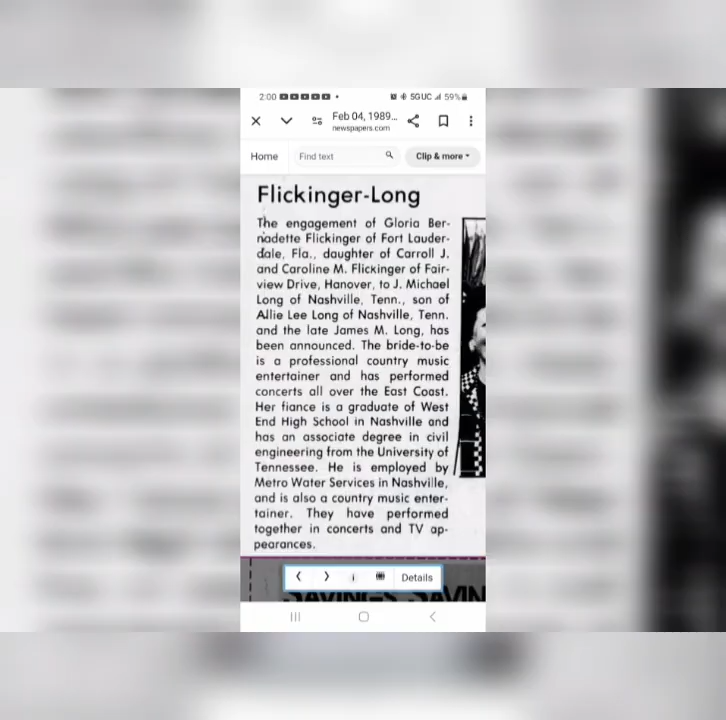 2:00
5GUC 59%
Feb 04, 1989...
newspapers.com
Home
Find text
Clip & more
Flickinger-Long
The engagement of Gloria Ber-
nadette Flickinger of Fort Lauder-
dale, Fla., daughter of Carroll J.
and Caroline M. Flickinger of Fair-
view Drive, Hanover, to J. Michael
Long of Nashville, Tenn., son of
Allie Lee Long of Nashville, Tenn.
and the late James M. Long, has
been announced. The bride-to-be
is a professional country music
entertainer and has performed
concerts all over the East Coast.
Her fiance is a graduate of West
End High School in Nashville and
has an associate degree in civil
engineering from the University of
Tennessee. He is employed by
Metro Water Services in Nashville,
and is also a country music enter-
tainer. They have performed
together in concerts and TV ap-
pearances.
Details
SAVINGS SAVIN